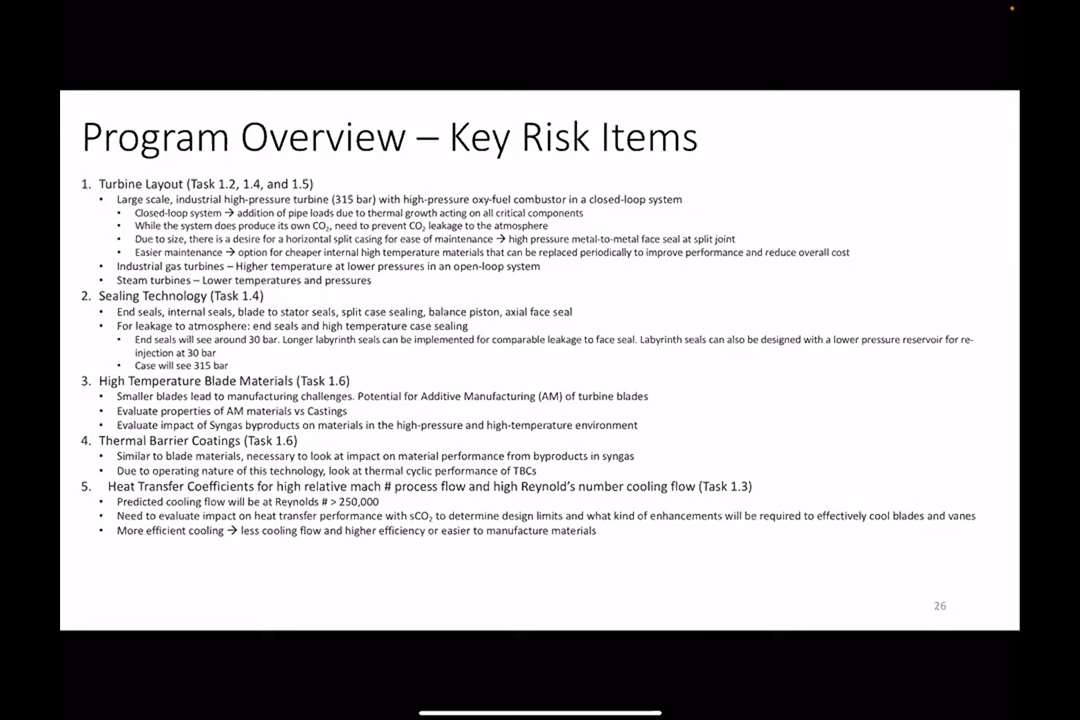 Program Overview – Key Risk Items
1. Turbine Layout (Task 1.2, 1.4, and 1.5)
• Large scale, industrial high-pressure turbine (315 bar) with high-pressure oxy-fuel combustor in a closed-loop system
• Closed-loop system → addition of pipe loads due to thermal growth acting on all critical components
• While the system does produce its own CO₂, need to prevent CO₂ leakage to the atmosphere
• Due to size, there is a desire for a horizontal split casing for ease of maintenance → high pressure metal-to-metal face seal at split joint
• Easier maintenance → option for cheaper internal high temperature materials that can be replaced periodically to improve performance and reduce overall cost
• Industrial gas turbines – Higher temperature at lower pressures in an open-loop system
• Steam turbines – Lower temperatures and pressures
2. Sealing Technology (Task 1.4)
• End seals, internal seals, blade to stator seals, split case sealing, balance piston, axial face seal
• For leakage to atmosphere: end seals and high temperature case sealing
• End seals will see around 30 bar. Longer labyrinth seals can be implemented for comparable leakage to face seal. Labyrinth seals can also be designed with a lower pressure reservoir for re-
injection at 30 bar
• Case will see 315 bar
3. High Temperature Blade Materials (Task 1.6)
• Smaller blades lead to manufacturing challenges. Potential for Additive Manufacturing (AM) of turbine blades
• Evaluate properties of AM materials vs Castings
• Evaluate impact of Syngas byproducts on materials in the high-pressure and high-temperature environment
4. Thermal Barrier Coatings (Task 1.6)
• Similar to blade materials, necessary to look at impact on material performance from byproducts in syngas
• Due to operating nature of this technology, look at thermal cyclic performance of TBCs
5. Heat Transfer Coefficients for high relative mach # process flow and high Reynold's number cooling flow (Task 1.3)
• Predicted cooling flow will be at Reynolds # > 250,000
• Need to evaluate impact on heat transfer performance with sCO₂ to determine design limits and what kind of enhancements will be required to effectively cool blades and vanes
• More efficient cooling → less cooling flow and higher efficiency or easier to manufacture materials
26